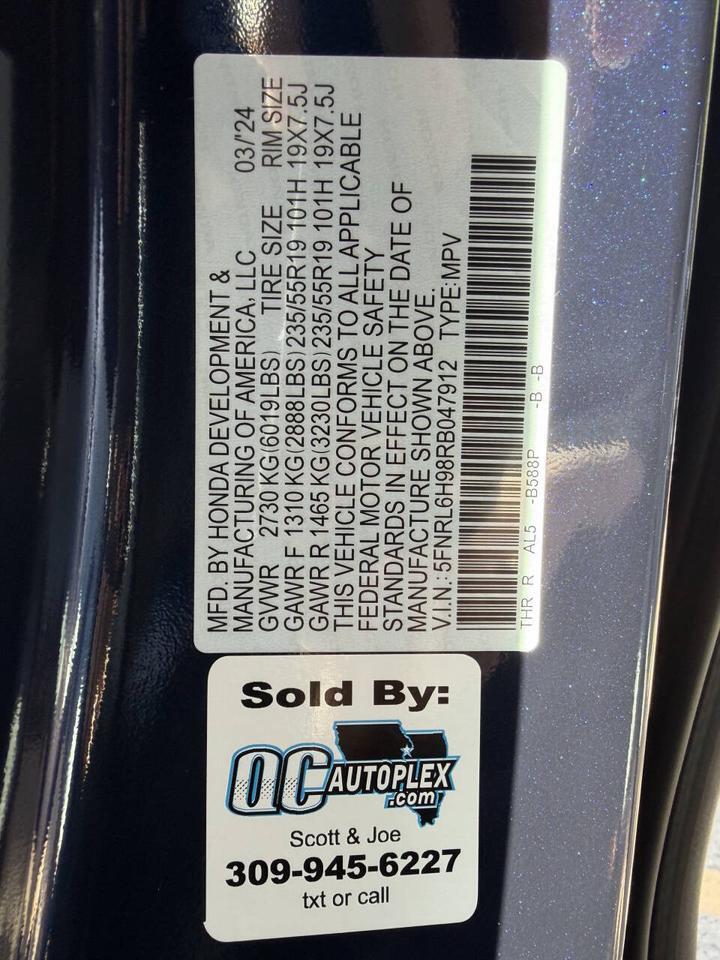 MFD. BY HONDA DEVELOPMENT & 03/'24
MANUFACTURING OF AMERICA, LLC
GVWR 2730 KG(6019LBS) TIRE SIZE RIM SIZE
GAWR F 1310 KG(2888LBS)235/55R19 101H 19X7.5J
GAWR R 1465 KG(3230LBS)235/55R19 101H 19X7.5J
THIS VEHICLE CONFORMS TO ALL APPLICABLE
FEDERAL MOTOR VEHICLE SAFETY
STANDARDS IN EFFECT ON THE DATE OF
MANUFACTURE SHOWN ABOVE.
V.I.N.:5FNRL6H98RB047912 TYPE:MPV
THR R AL5 -B588P -B -B
Sold By:
QC AUTOPLEX
.com
Scott & Joe
309-945-6227
txt or call